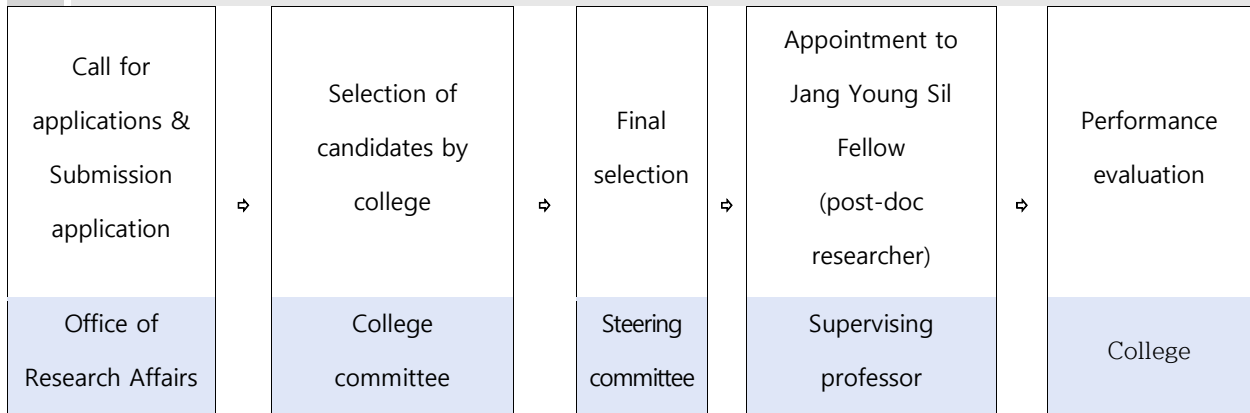 Call for
applications &
Submission
application
⇨
Selection of
candidates by
college
⇨
Final
selection
⇨
Appointment to
Jang Young Sil
Fellow
(post-doc
researcher)
⇨
Performance
evaluation
Office of
Research Affairs
College
committee
Steering
committee
Supervising
professor
College